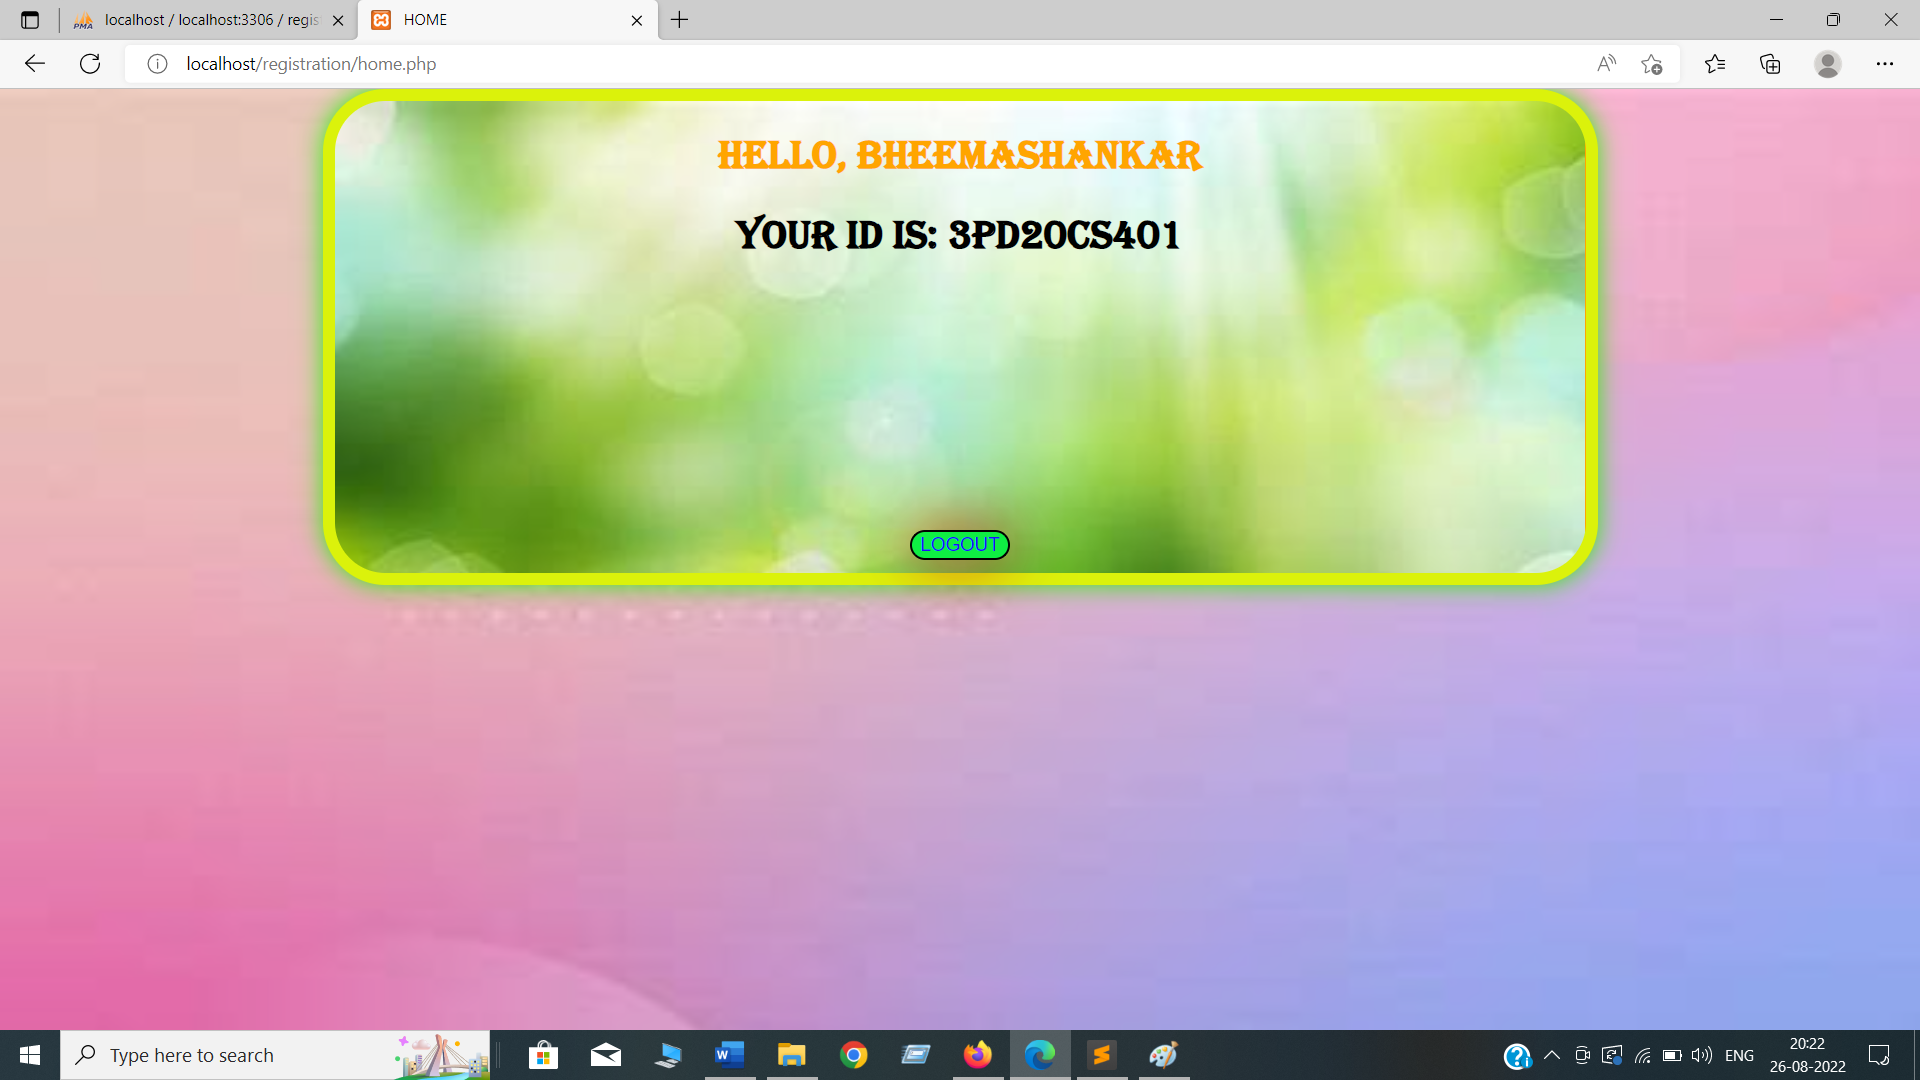 PMA
localhost / localhost:3306 / regis
HOME
localhost/registration/home.php
HELLO, BHEEMASHANKAR
YOUR ID IS: 3PD20CS401
LOGOUT
Type here to search
ENG
20:22
26-08-2022